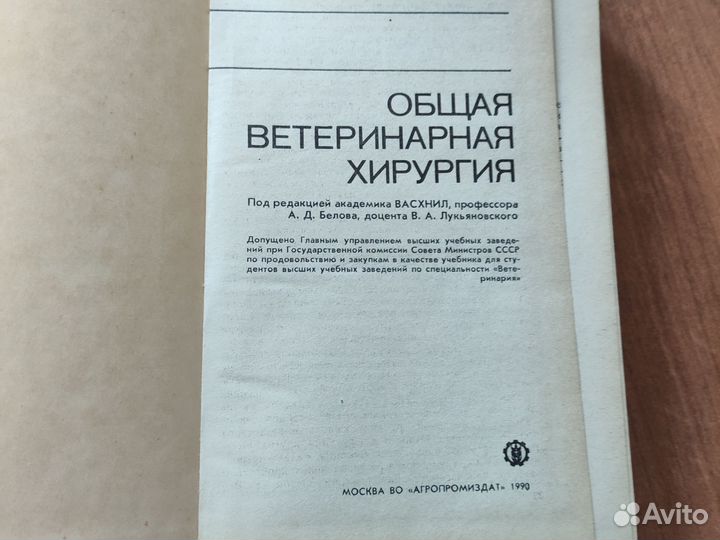 ОБЩАЯ
ВЕТЕРИНАРНАЯ
ХИРУРГИЯ
Под редакцией академика ВАСХНИЛ, профессора
А. Д. Белова, доцента В. А. Лукьяновского
Допущено Главным управлением высших учебных заведе-
ний при Государственной комиссии Совета Министров СССР
по продовольствию и закупкам в качестве учебника для сту-
дентов высших учебных заведений по специальности «Вете-
ринария»
МОСКВА ВО «АГРОПРОМИЗДАТ» 1990
Avito